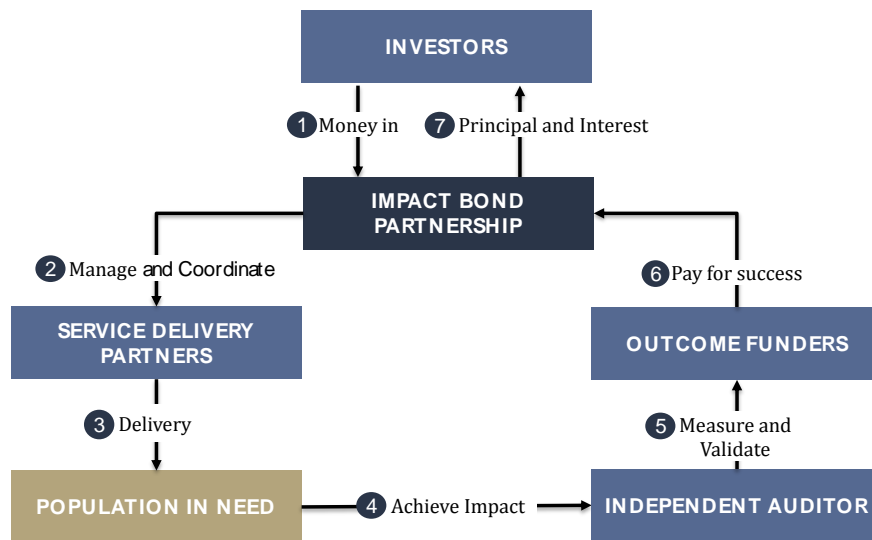 INVESTORS
1 Money in
7 Principal and Interest
IMPACT BOND
PARTNERSHIP
2 Manage and Coordinate
6 Pay for success
SERVICE DELIVERY
PARTNERS
OUTCOME FUNDERS
3 Delivery
5 Measure and
Validate
POPULATION IN NEED
4 Achieve Impact
INDEPENDENT AUDITOR